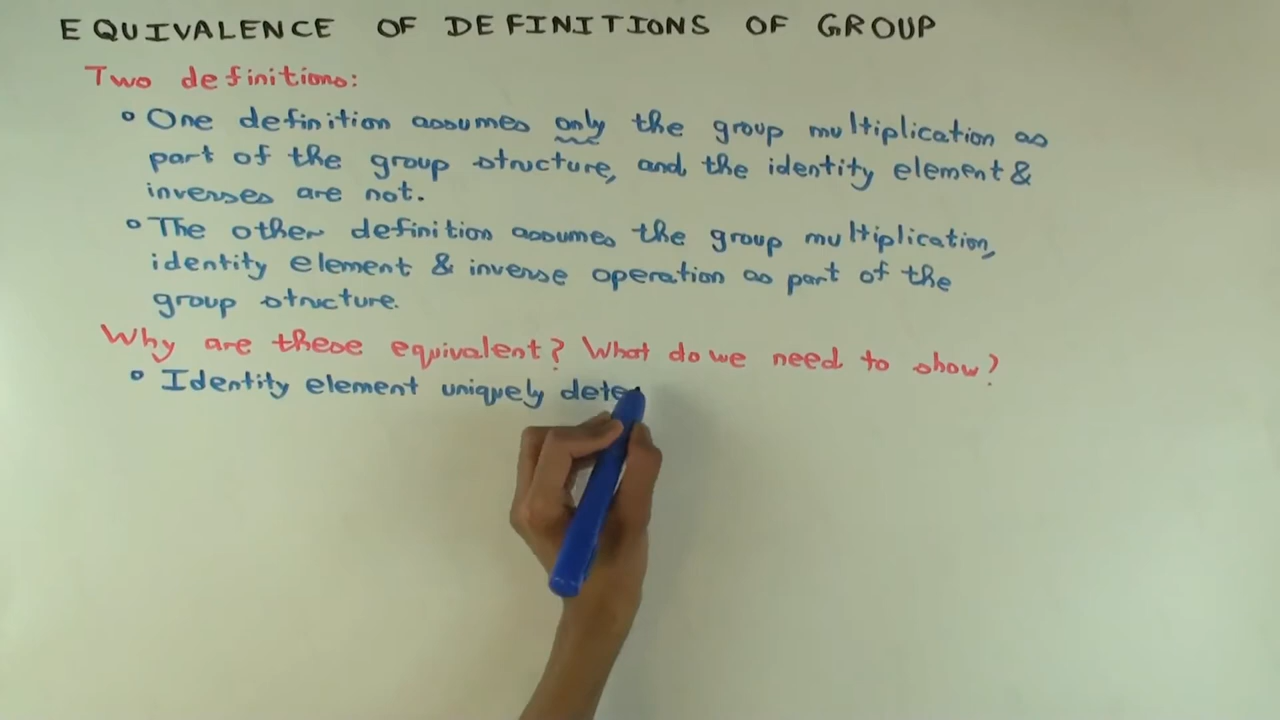 EQUIVALENCE OF DEFINITIONS OF GROUP
Two definitions:
One definition assumes only the group multiplication as
part of the group structure, and the identity element &
inverses are not.
The other definition assumes the group multiplication,
identity element & inverse operation as part of the
group structure.
Why are these equivalent? What do we need to show?
Identity element uniquely dete